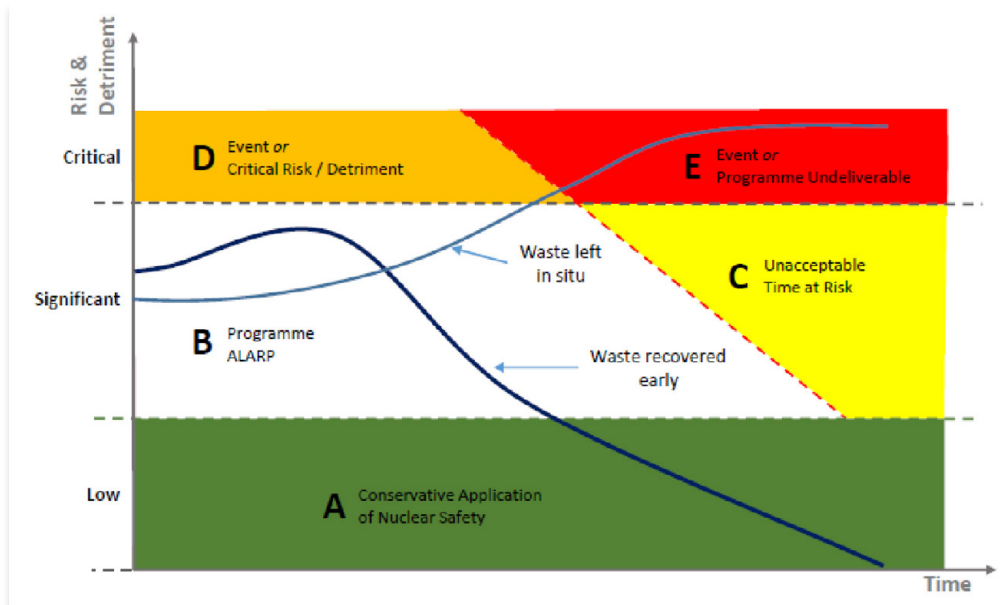 Risk &
Detriment
Critical
D
Event or
Critical Risk / Detriment
E
Event or
Programme Undeliverable
Waste left
in situ
C
Unacceptable
Time at Risk
Significant
B
Programme
ALARP
Waste recovered
early
Low
A
Conservative Application
of Nuclear Safety
Time